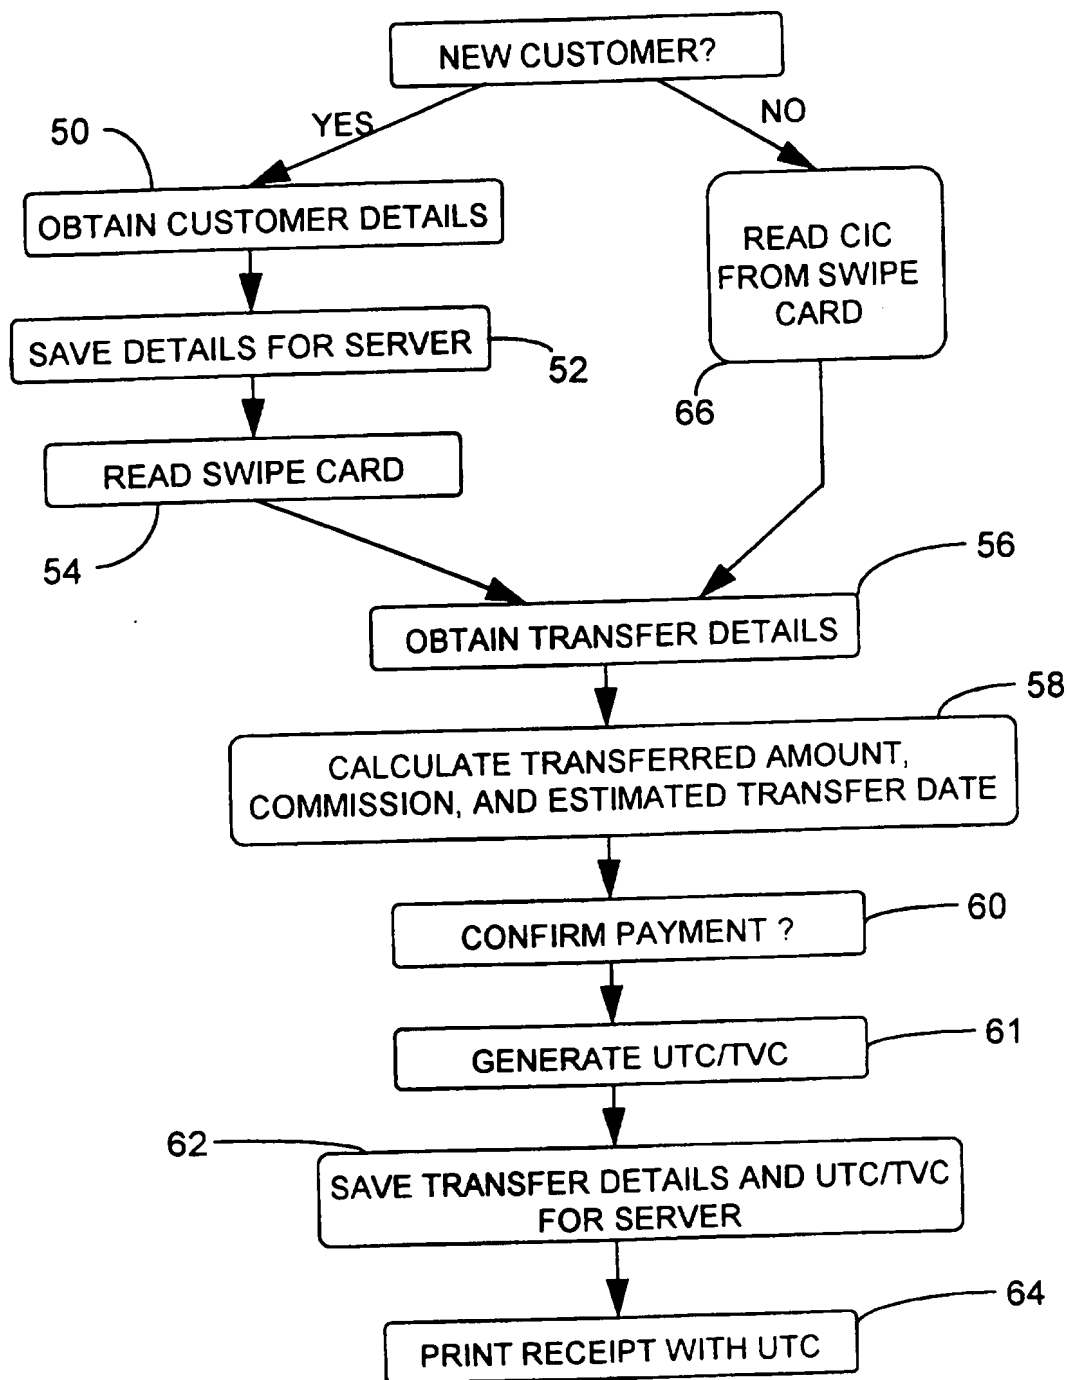 NEW CUSTOMER?
YES
NO
50
OBTAIN CUSTOMER DETAILS
READ CIC
FROM SWIPE
CARD
SAVE DETAILS FOR SERVER
52
66
READ SWIPE CARD
54
56
OBTAIN TRANSFER DETAILS
58
CALCULATE TRANSFERRED AMOUNT,
COMMISSION, AND ESTIMATED TRANSFER DATE
60
CONFIRM PAYMENT ?
61
GENERATE UTC/TVC
62
SAVE TRANSFER DETAILS AND UTC/TVC
FOR SERVER
64
PRINT RECEIPT WITH UTC